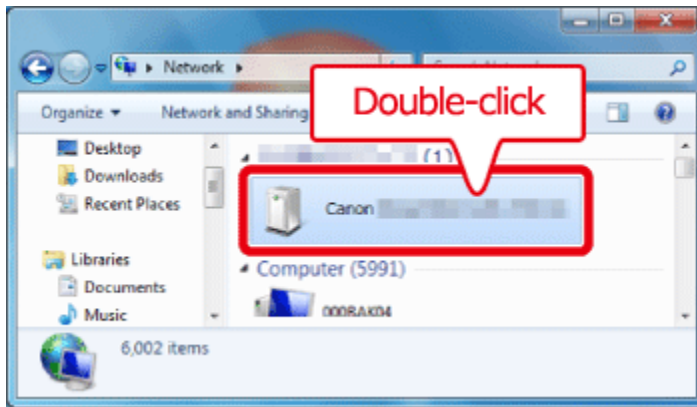 Network
Double-click
Organize
Network and Sharing
Desktop
(1)
Downloads
Recent Places
Canon
Libraries
Computer (5991)
Documents
Music
000BAK04
6,002 items